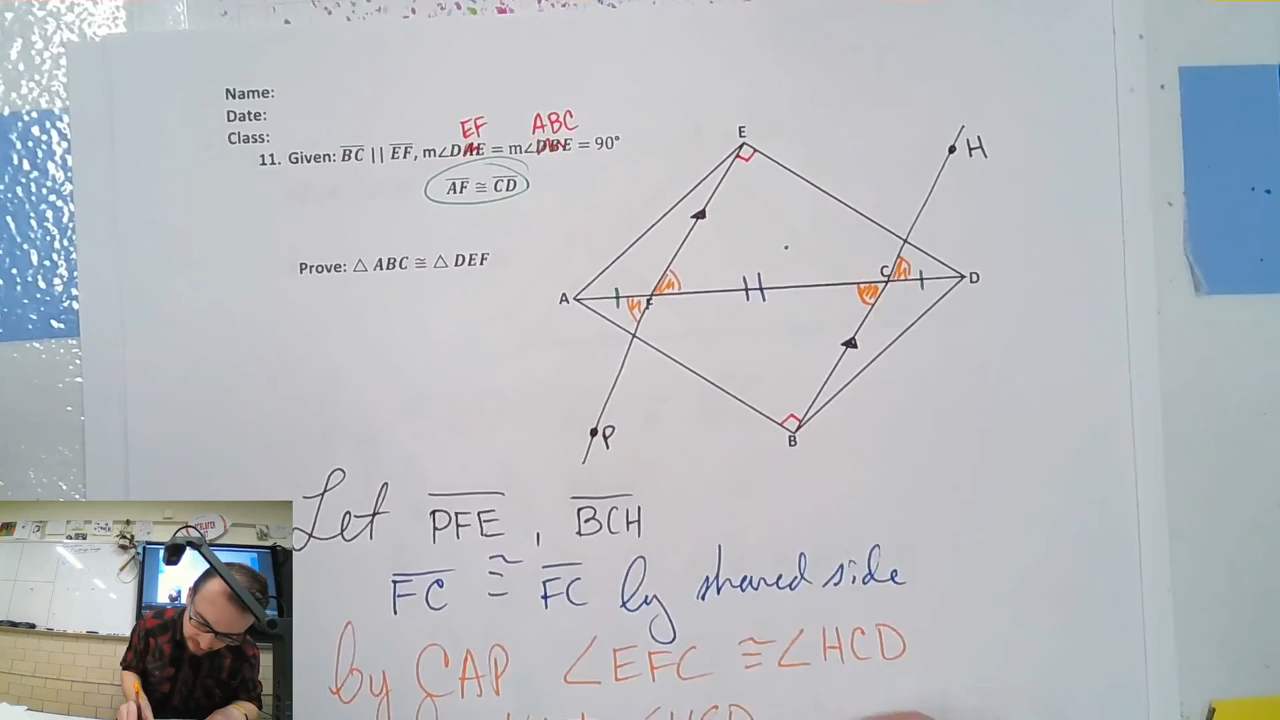 Name:
Date:
Class:
EF ABC
11. Given: BC || EF, m∠DAE = m∠DBE = 90°
AF ≅ CD
Prove: △ ABC ≅ △ DEF
E
H
A
F
C
D
P
B
Let PFE, BCH
FC ≅ FC by shared side
by CAP ∠EFC ≅ ∠HCD
∠HCD